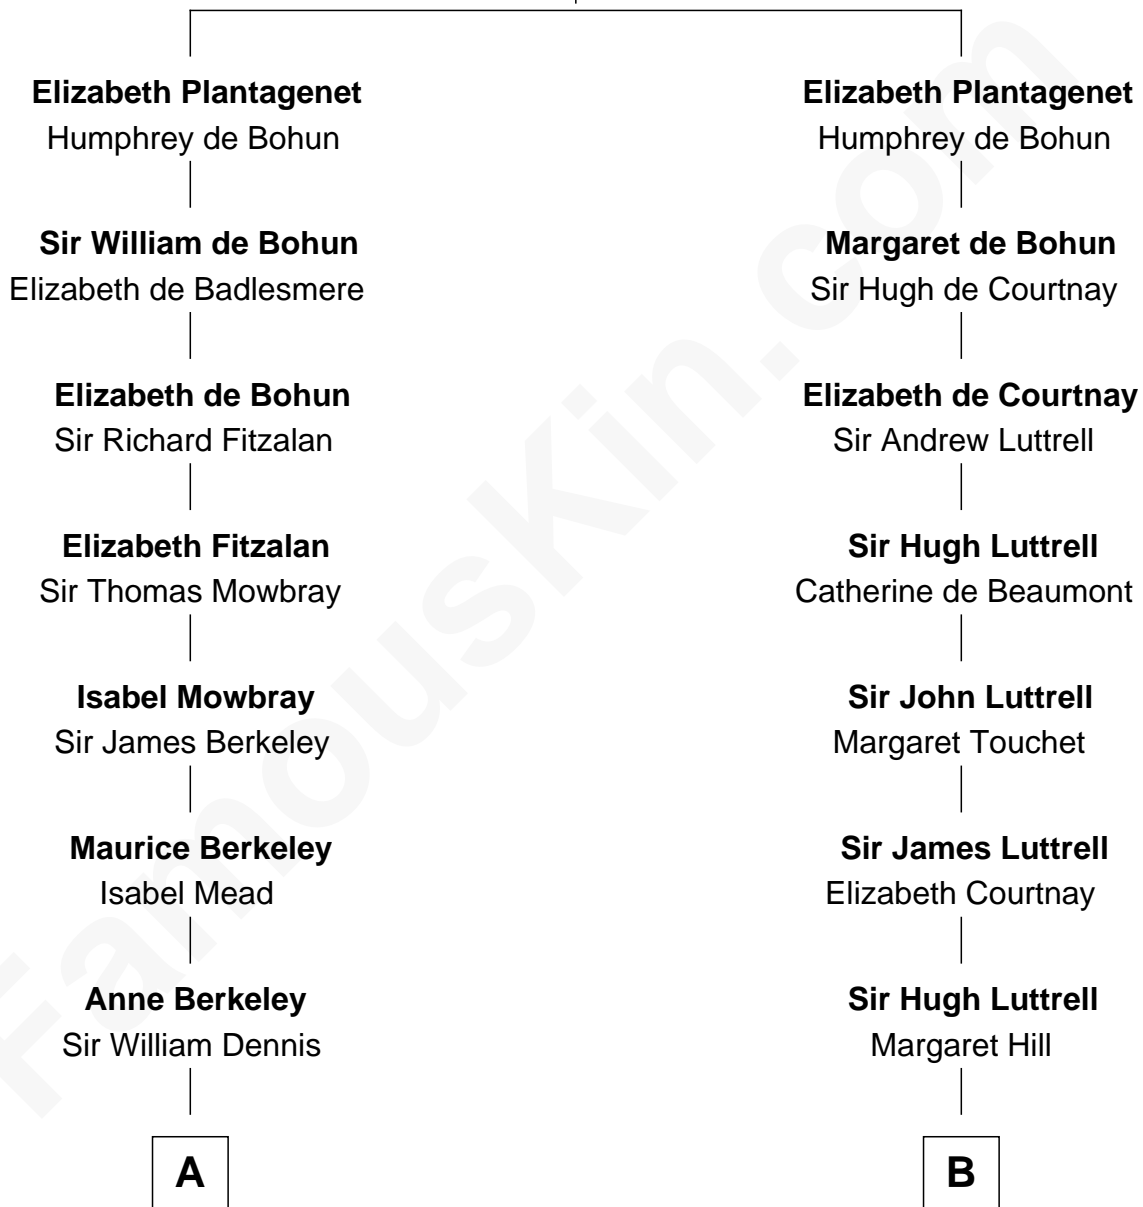 Elizabeth Plantagenet
Humphrey de Bohun
Sir William de Bohun
Elizabeth de Badlesmere
Elizabeth de Bohun
Sir Richard Fitzalan
Elizabeth Fitzalan
Sir Thomas Mowbray
Isabel Mowbray
Sir James Berkeley
Maurice Berkeley
Isabel Mead
Anne Berkeley
Sir William Dennis
A
Elizabeth Plantagenet
Humphrey de Bohun
Margaret de Bohun
Sir Hugh de Courtnay
Elizabeth de Courtnay
Sir Andrew Luttrell
Sir Hugh Luttrell
Catherine de Beaumont
Sir John Luttrell
Margaret Touchet
Sir James Luttrell
Elizabeth Courtnay
Sir Hugh Luttrell
Margaret Hill
B
FamousKin.com